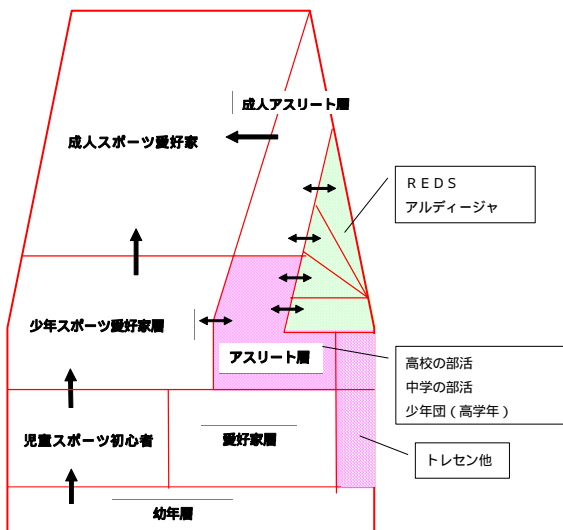 成人アスリート層
成人スポーツ愛好家
ＲＥＤＳ
アルディージャ
少年スポーツ愛好家層
アスリート層
高校の部活
中学の部活
少年団（高学年）
児童スポーツ初心者
愛好家層
トレセン他
幼年層